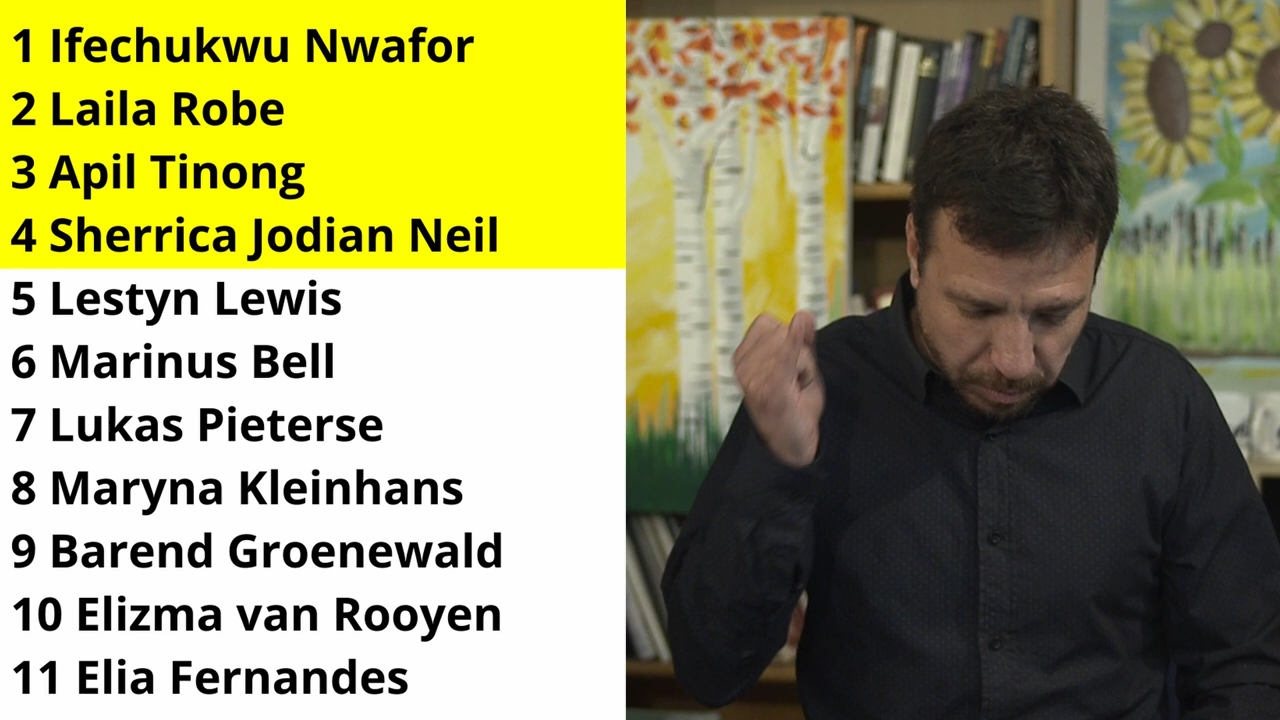 1 Ifechukwu Nwafor
2 Laila Robe
3 Apil Tinong
4 Sherrica Jodian Neil
5 Lestyn Lewis
6 Marinus Bell
7 Lukas Pieterse
8 Maryna Kleinhans
9 Barend Groenewald
10 Elizma van Rooyen
11 Elia Fernandes